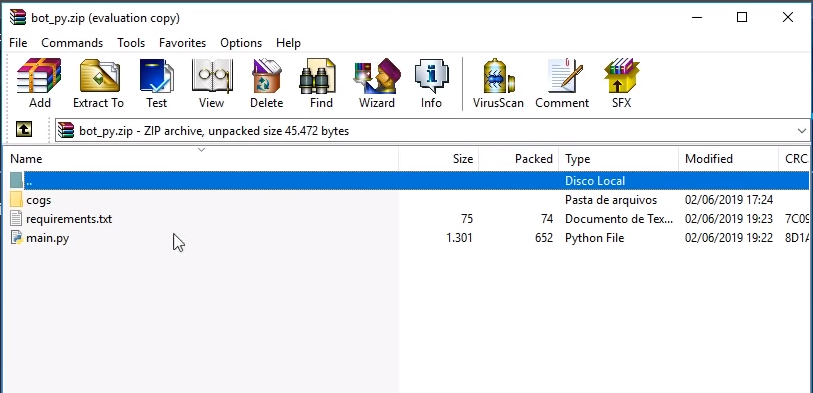 bot_py.zip (evaluation copy)
File Commands Tools Favorites Options Help
Add Extract To Test View Delete Find Wizard Info VirusScan Comment SFX
bot_py.zip - ZIP archive, unpacked size 45.472 bytes
Name Size Packed Type Modified CRC
.. Disco Local
cogs Pasta de arquivos 02/06/2019 17:24
requirements.txt 75 74 Documento de Tex... 02/06/2019 19:23 7C09
main.py 1.301 652 Python File 02/06/2019 19:22